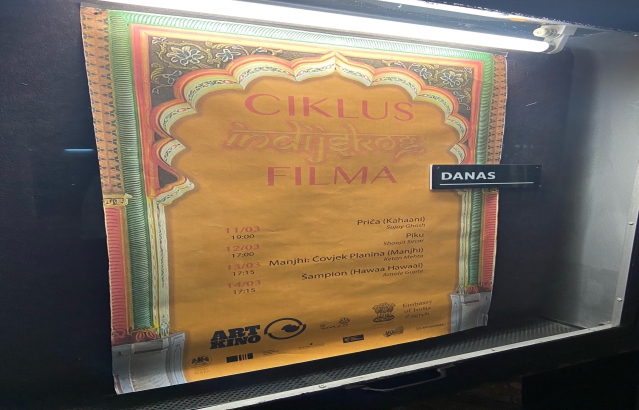 CIKLUS
indijskog
FILMA
DANAS
11/03
19:00
Priča (Kahaani)
Sujoy Ghosh
12/03
17:00
Piku
Shoojit Sircar
13/03
17:15
Manjhi: Čovjek Planina (Manjhi)
Ketan Mehta
14/03
17:15
Šampion (Hawaa Hawaai)
Amole Gupte
ART
KINO
Embassy
of India